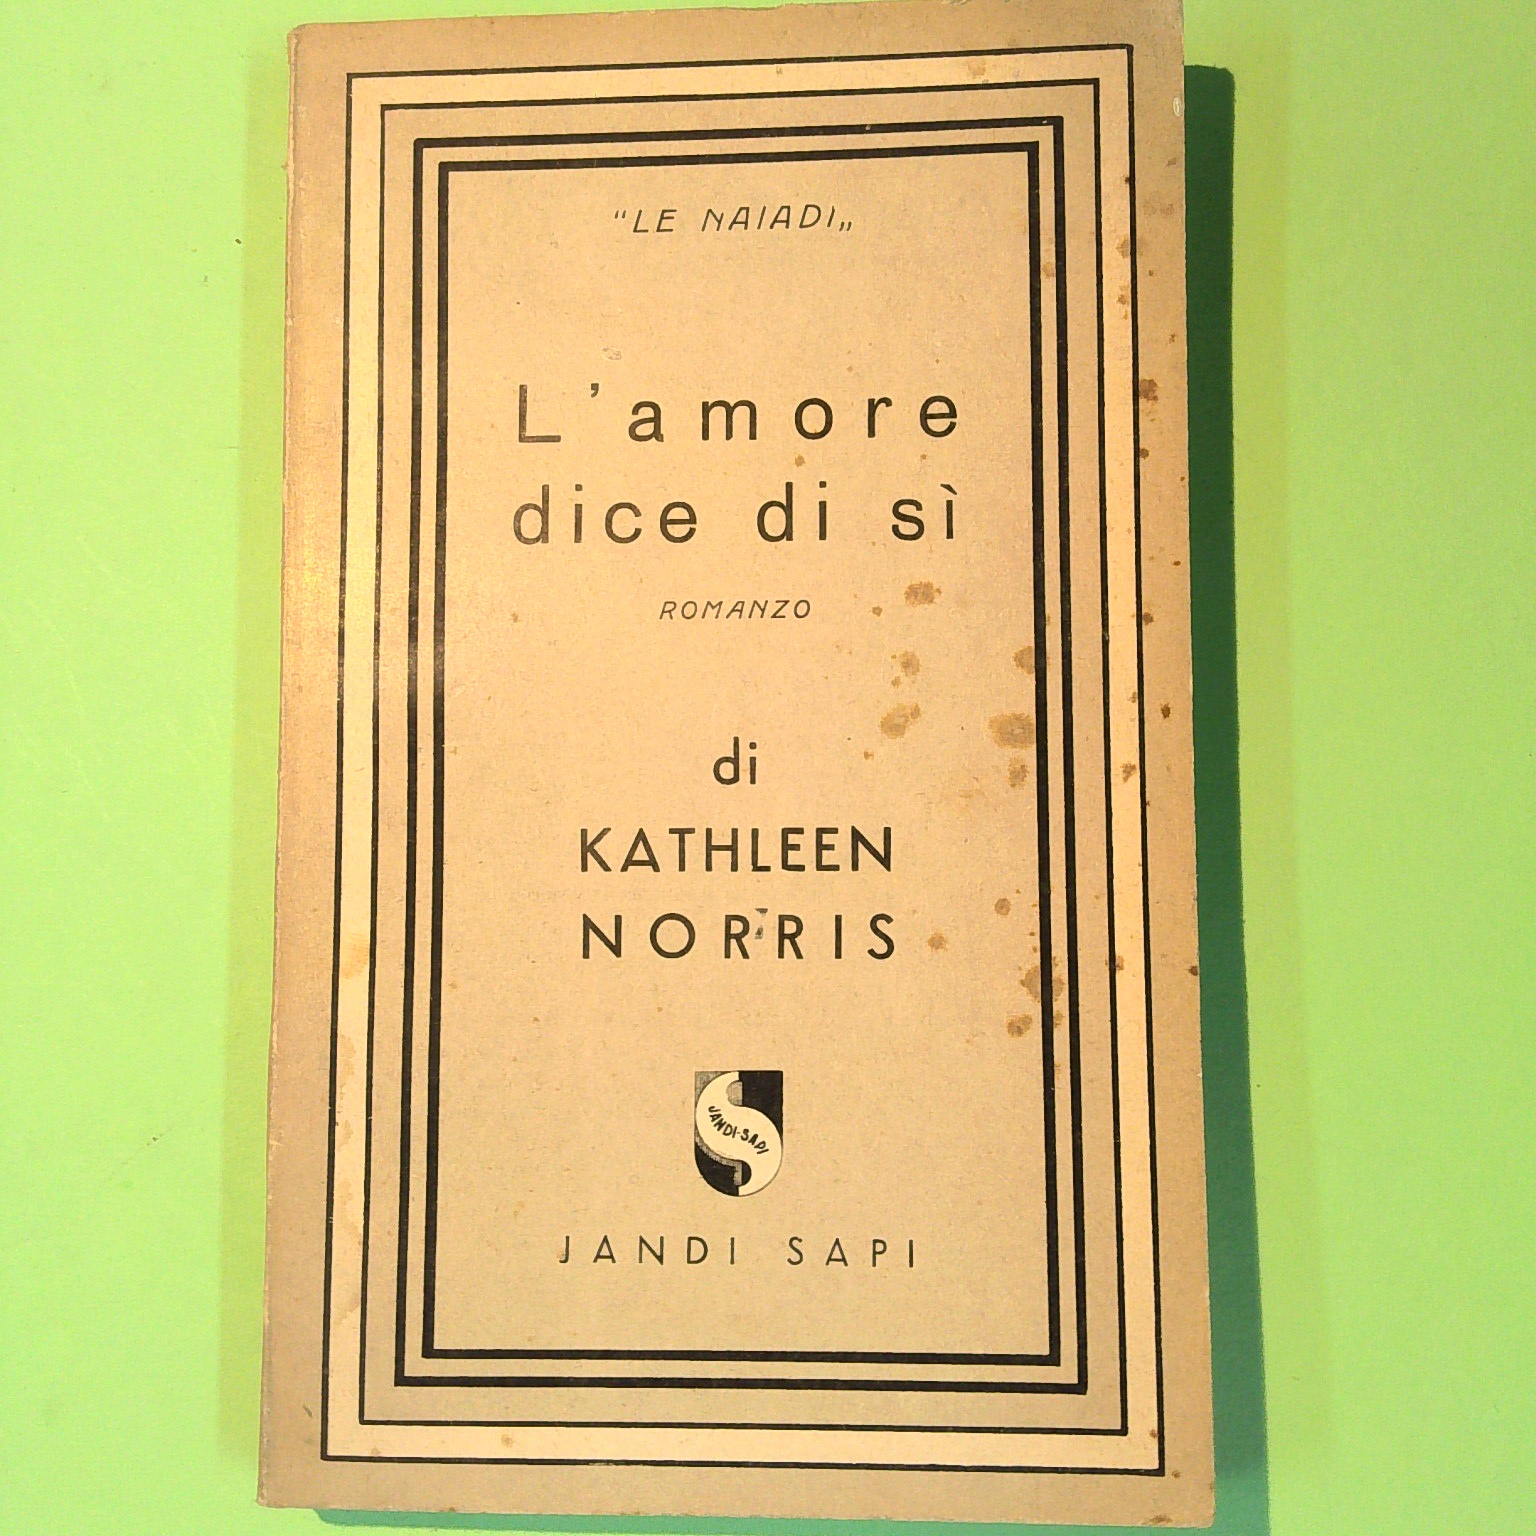 "LE NAIADI„
L'amore
dice di sì
ROMANZO
di
KATHLEEN
NORRIS
JANDI-SAPI
JANDI SAPI